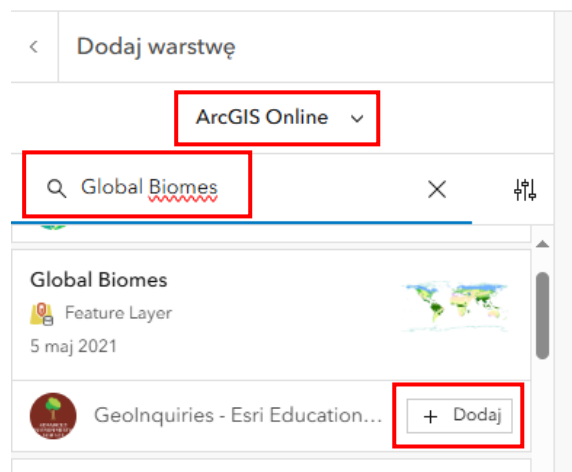 Dodaj warstwę
ArcGIS Online
Global Biomes
Global Biomes
Feature Layer
5 maj 2021
GeoInquiries - Esri Education...
+ Dodaj